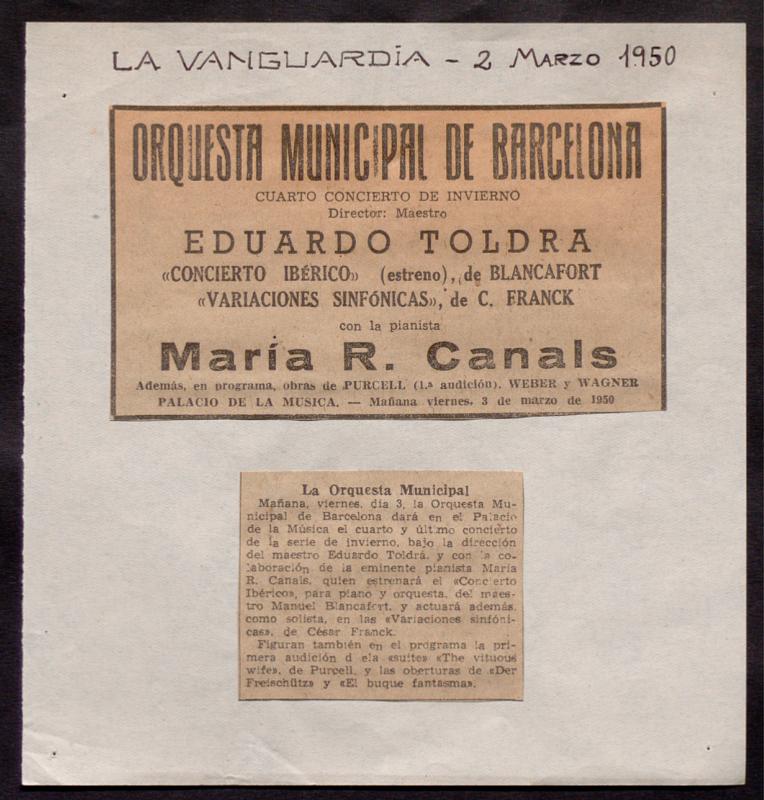 LA VANGUARDIA - 2 MARZO 1950
ORQUESTA MUNICIPAL DE BARCELONA
CUARTO CONCIERTO DE INVIERNO
Director: Maestro
EDUARDO TOLDRA
«CONCIERTO IBÉRICO» (estreno), de BLANCAFORT
«VARIACIONES SINFÓNICAS», de C. FRANCK
con la pianista
María R. Canals
Además, en programa, obras de PURCELL (1.ª audición), WEBER y WAGNER
PALACIO DE LA MUSICA. — Mañana viernes, 3 de marzo de 1950
La Orquesta Municipal
Mañana, viernes, día 3, la Orquesta Mu-
nicipal de Barcelona dará en el Palacio
de la Música el cuarto y último concierto
de la serie de invierno, bajo la dirección
del maestro Eduardo Toldrá, y con la co-
laboración de la eminente pianista María
R. Canals, quien estrenará el «Concierto
Ibérico», para piano y orquesta, del maes-
tro Manuel Blancafort, y actuará además,
como solista, en las «Variaciones sinfóni-
cas», de César Franck.
Figuran también en el programa la pri-
mera audición d ela «suite» «The vituous
wife», de Purcell, y las oberturas de «Der
Freischütz» y «El buque fantasma».